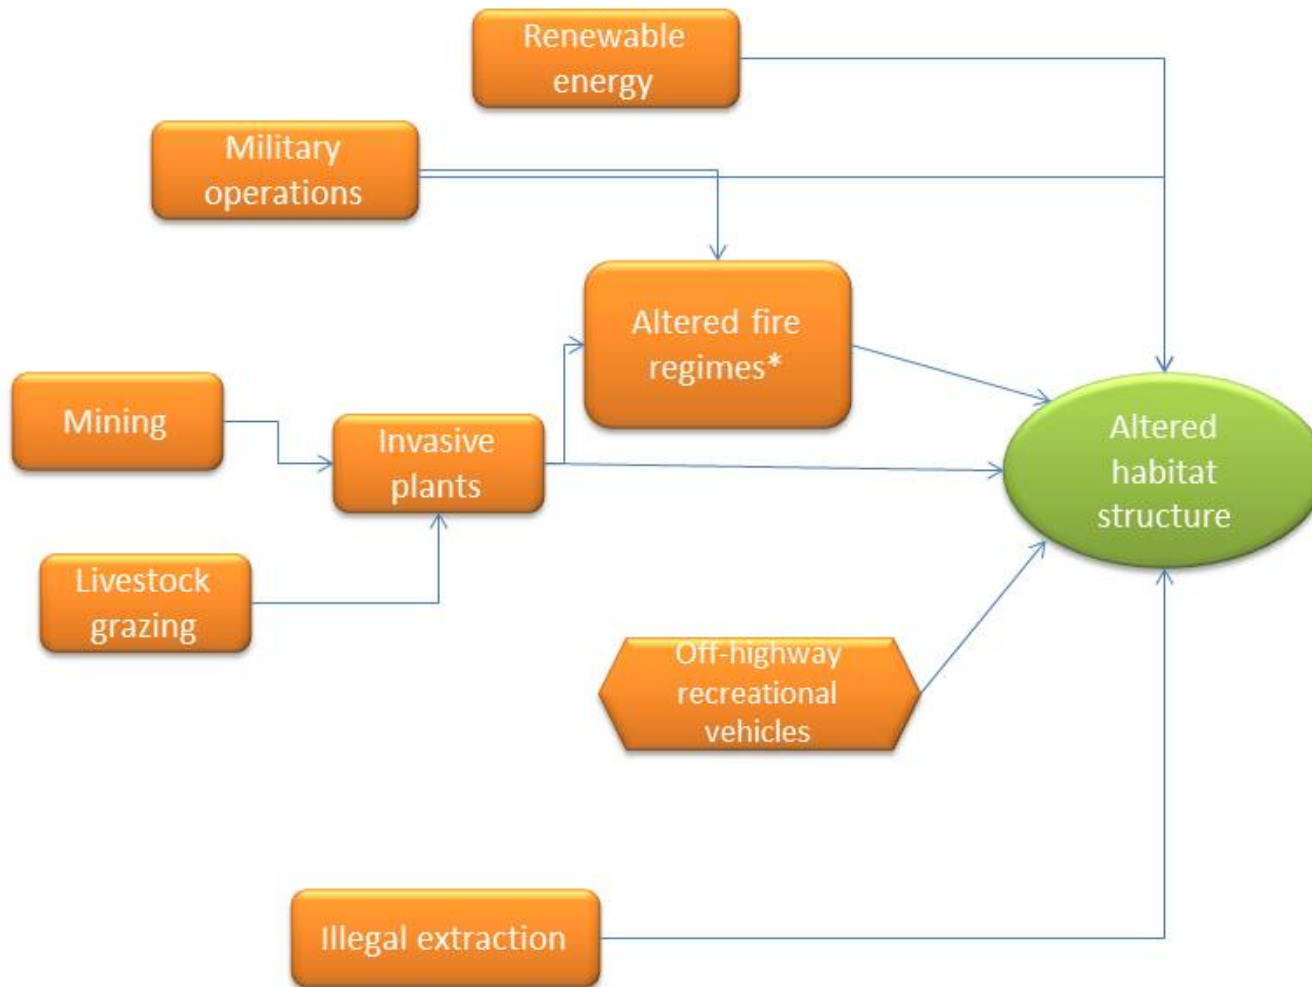 Renewable
energy
Military
operations
Altered fire
regimes*
Mining
Invasive
plants
Altered
habitat
structure
Livestock
grazing
Off-highway
recreational
vehicles
Illegal extraction